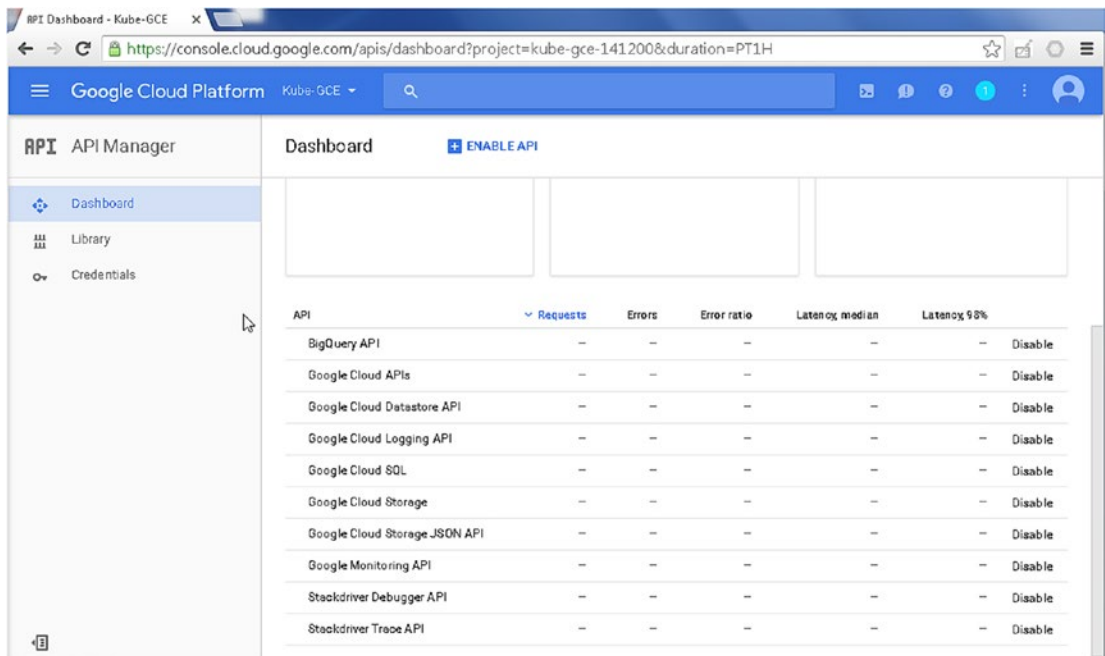 API Dashboard - Kube-GCE
https://console.cloud.google.com/apis/dashboard?project=kube-gce-141200&duration=PT1H
Google Cloud Platform Kube-GCE 1
API API Manager Dashboard ENABLE API
Dashboard
Library
Credentials
API Requests Errors Error ratio Latency, median Latency, 98%
BigQuery API – – – – – Disable
Google Cloud APIs – – – – – Disable
Google Cloud Datastore API – – – – – Disable
Google Cloud Logging API – – – – – Disable
Google Cloud SQL – – – – – Disable
Google Cloud Storage – – – – – Disable
Google Cloud Storage JSON API – – – – – Disable
Google Monitoring API – – – – – Disable
Stackdriver Debugger API – – – – – Disable
Stackdriver Trace API – – – – – Disable